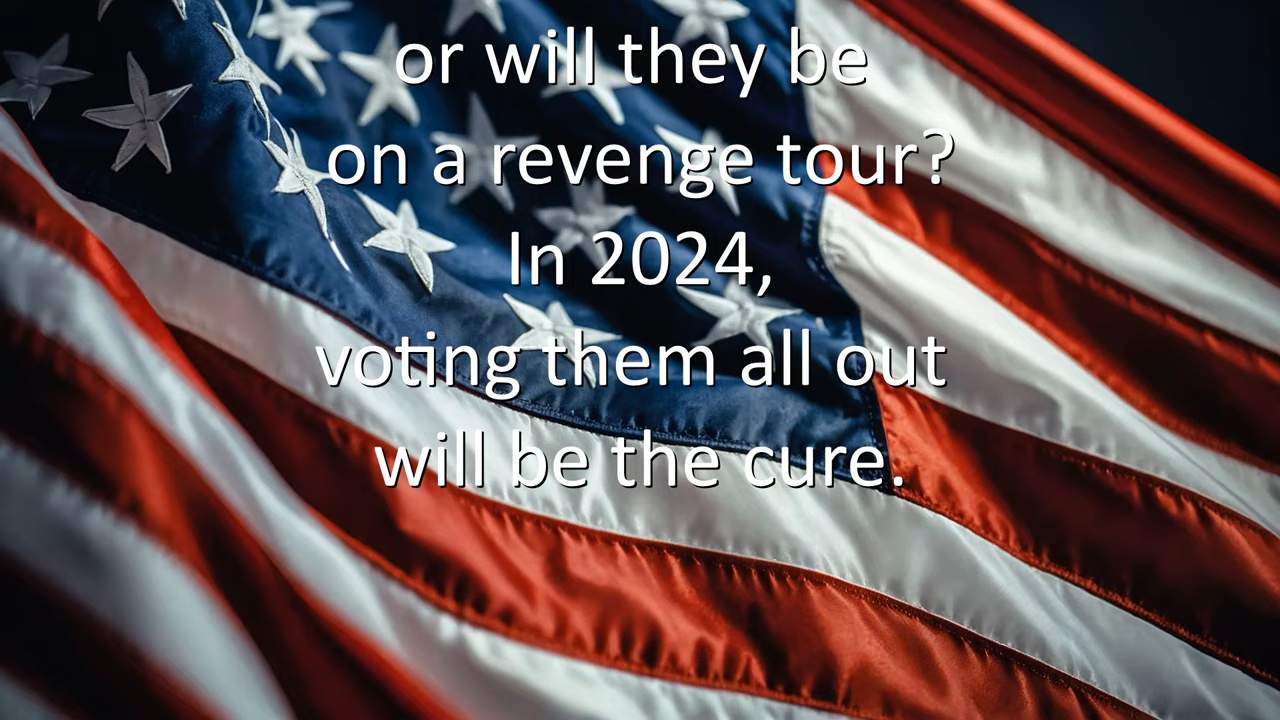 or will they be
on a revenge tour?
In 2024,
voting them all out
will be the cure.